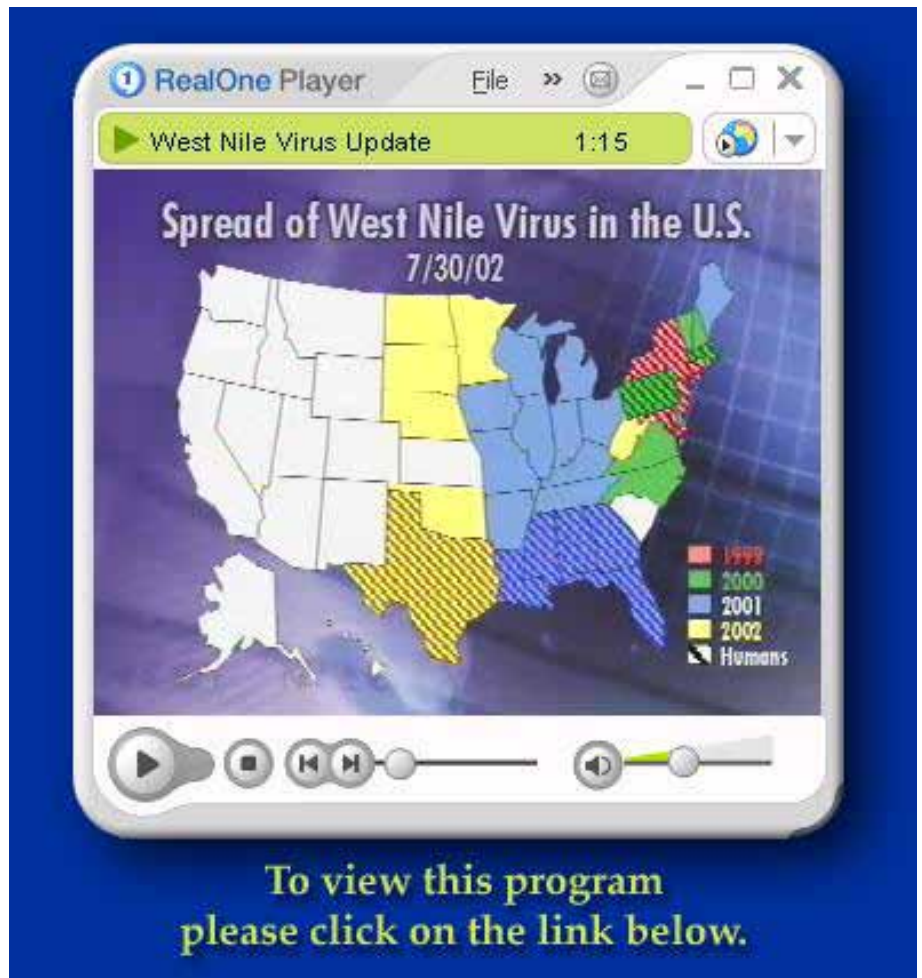 1 RealOne Player File »
West Nile Virus Update 1:15
Spread of West Nile Virus in the U.S.
7/30/02
1999
2000
2001
2002
Humans
To view this program
please click on the link below.